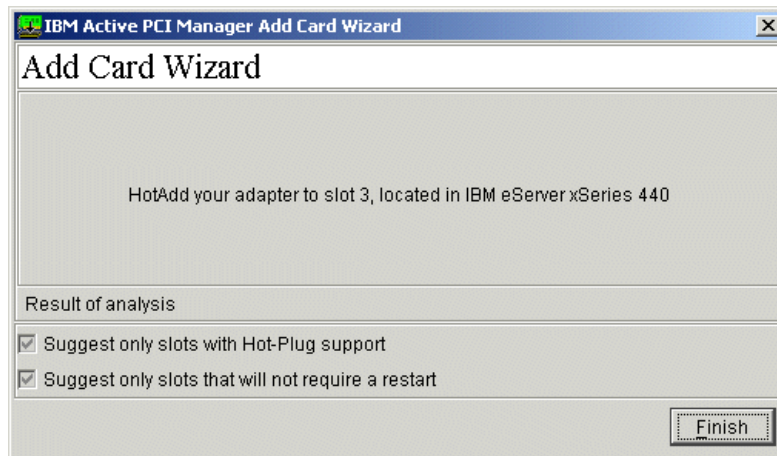 IBM Active PCI Manager Add Card Wizard
Add Card Wizard
HotAdd your adapter to slot 3, located in IBM eServer xSeries 440
Result of analysis
Suggest only slots with Hot-Plug support
Suggest only slots that will not require a restart
Finish